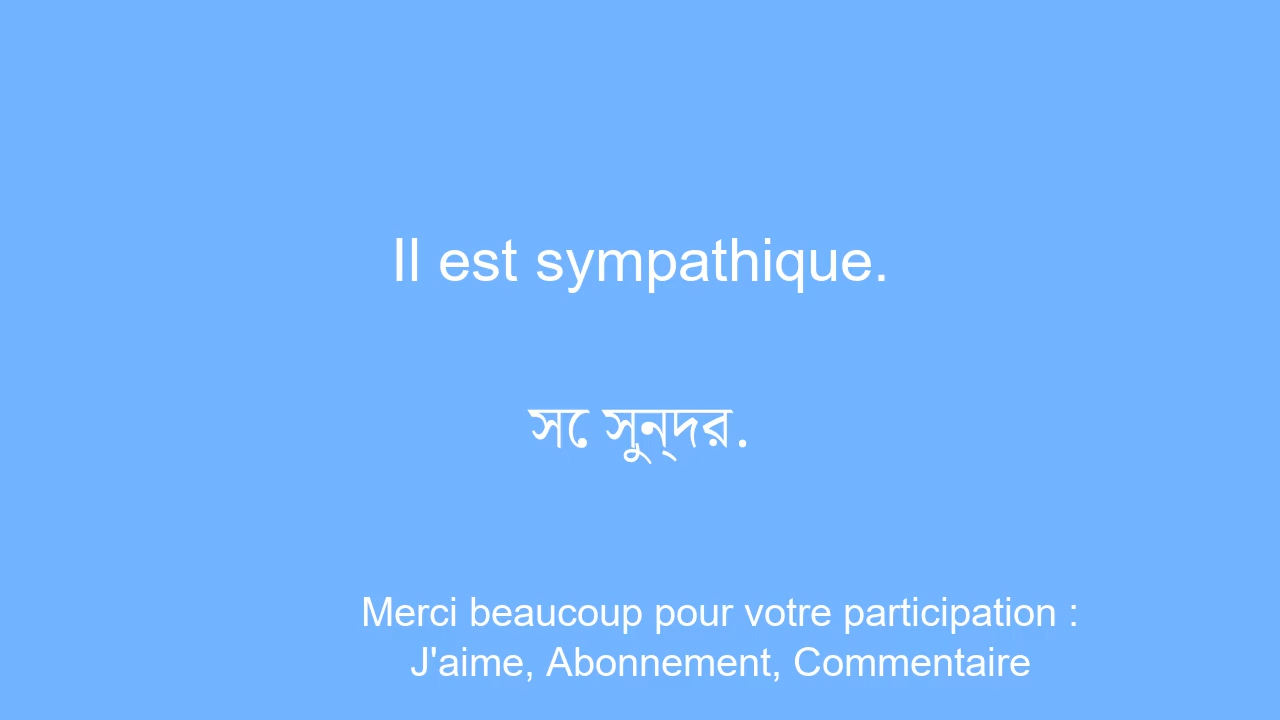 Il est sympathique.
সে সুন্দর.
Merci beaucoup pour votre participation :
J'aime, Abonnement, Commentaire